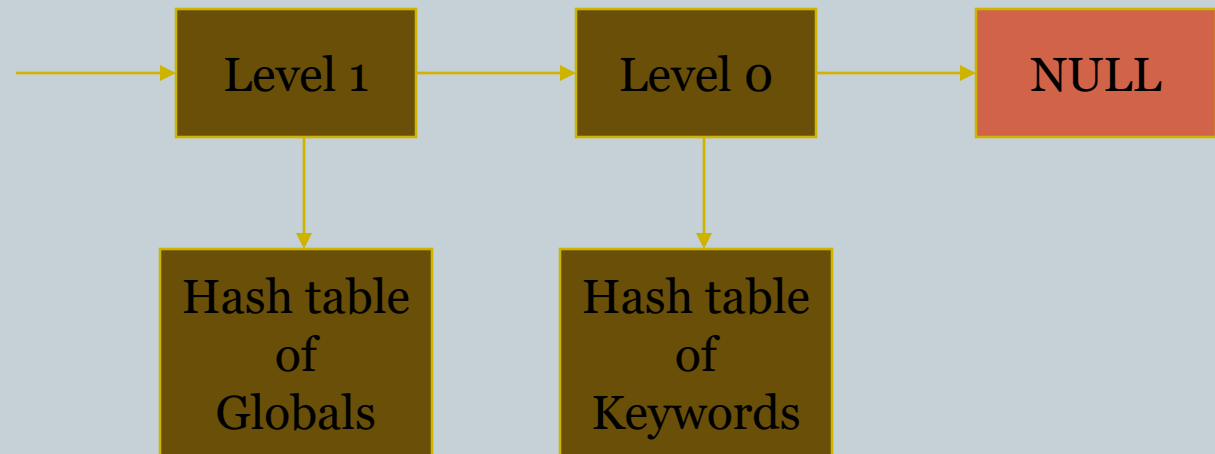 Level 1
Level 0
NULL
Hash table
of
Globals
Hash table
of
Keywords